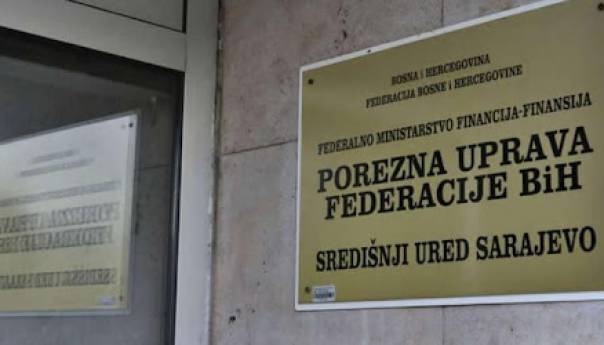 BOSNA i HERCEGOVINA
FEDERACIJA BOSNE i HERCEGOVINE
FEDERALNO MINISTARSTVO FINANCIJA-FINANSIJA
POREZNA UPRAVA
FEDERACIJE BiH
SREDIŠNJI URED SARAJEVO